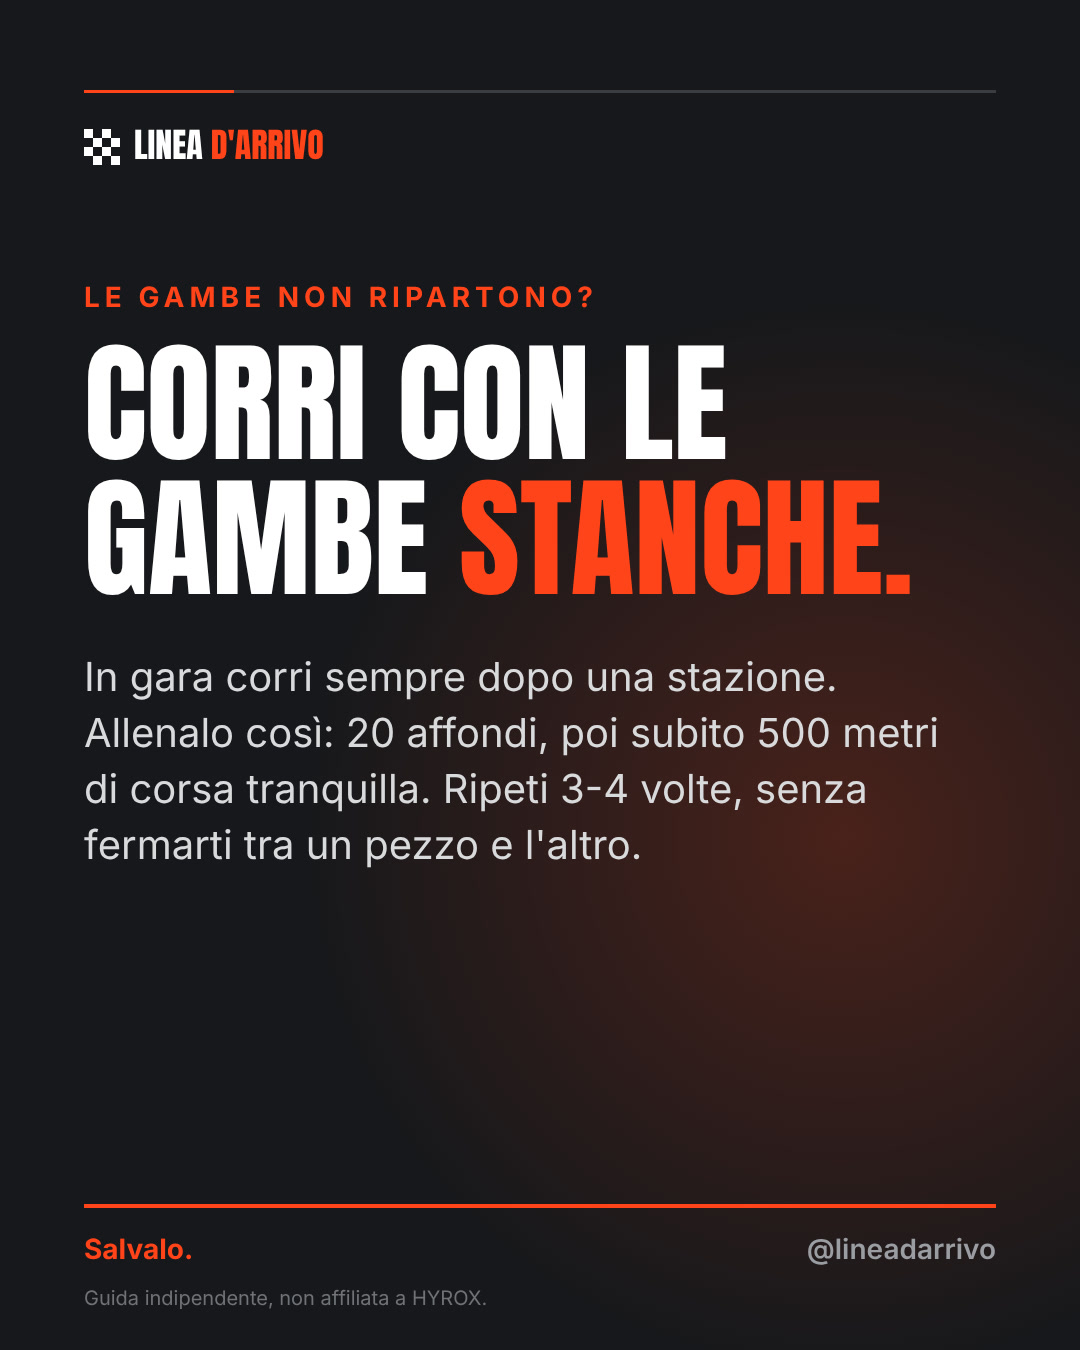 LINEA D'ARRIVO
LE GAMBE NON RIPARTONO?
CORRI CON LE
GAMBE STANCHE.
In gara corri sempre dopo una stazione.
Allenalo così: 20 affondi, poi subito 500 metri
di corsa tranquilla. Ripeti 3-4 volte, senza
fermarti tra un pezzo e l'altro.
Salvalo.
@lineadarrivo
Guida indipendente, non affiliata a HYROX.